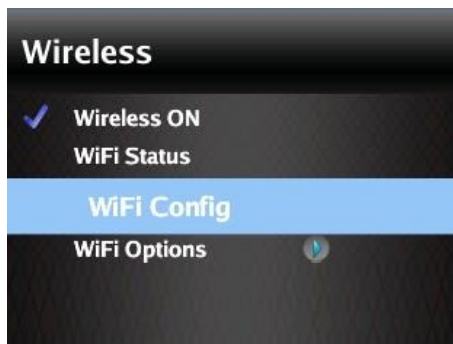 Wireless
Wireless ON
WiFi Status
WiFi Config
WiFi Options